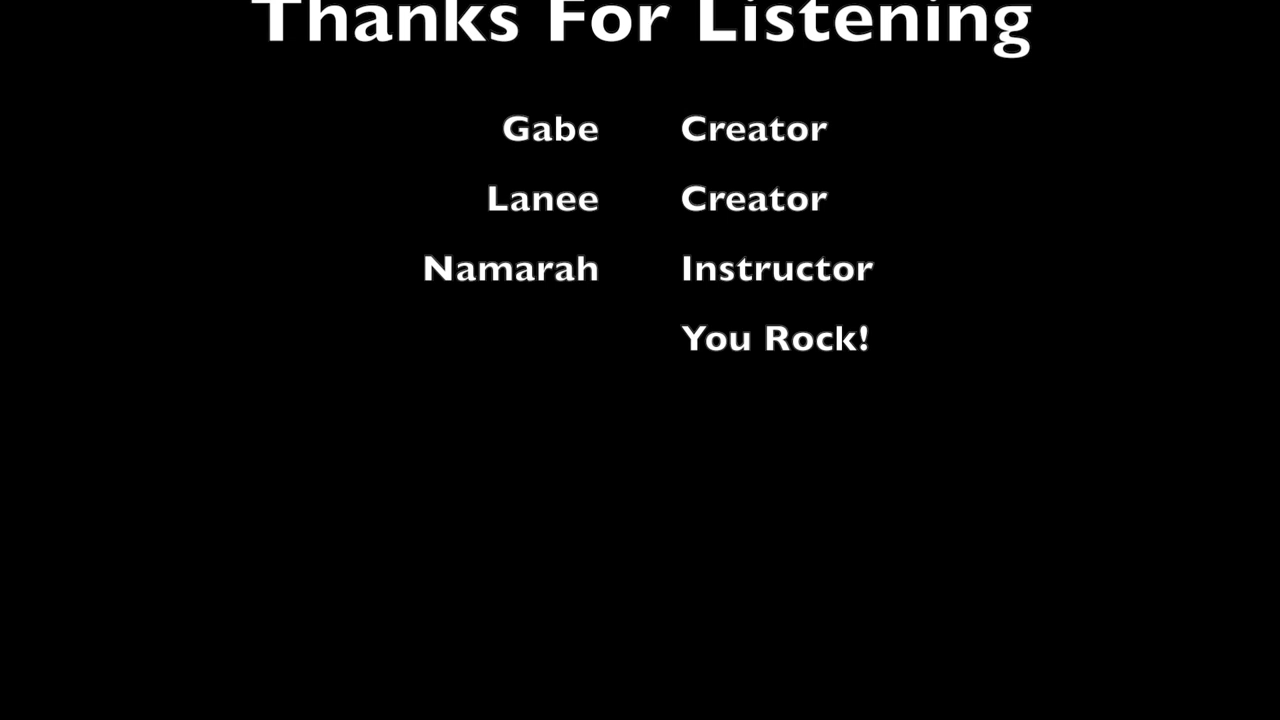 Thanks For Listening
Gabe Creator
Lanee Creator
Namarah Instructor
You Rock!